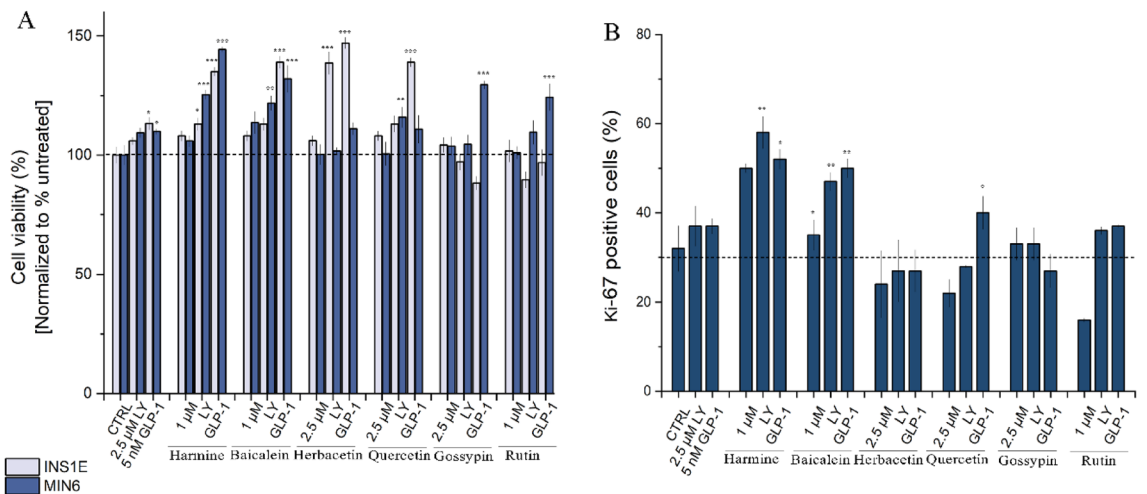 A
Cell viability (%)
[Normalized to % untreated]
150
100
50
0
* * * *** *** *** ** *** *** *** *** ** *** *** ***
CTRL
2.5 µM LY
5 nM GLP-1
1 µM
LY
GLP-1
Harmine
1 µM
LY
GLP-1
Baicalein
2.5 µM
LY
GLP-1
Herbacetin
2.5 µM
LY
GLP-1
Quercetin
2.5 µM
LY
GLP-1
Gossypin
1 µM
LY
GLP-1
Rutin
INS1E
MIN6
B
Ki-67 positive cells (%)
80
60
40
20
0
** * * ** ** *
CTRL
2.5 µM LY
5 nM GLP-1
1 µM
LY
GLP-1
Harmine
1 µM
LY
GLP-1
Baicalein
2.5 µM
LY
GLP-1
Herbacetin
2.5 µM
LY
GLP-1
Quercetin
2.5 µM
LY
GLP-1
Gossypin
1 µM
LY
GLP-1
Rutin